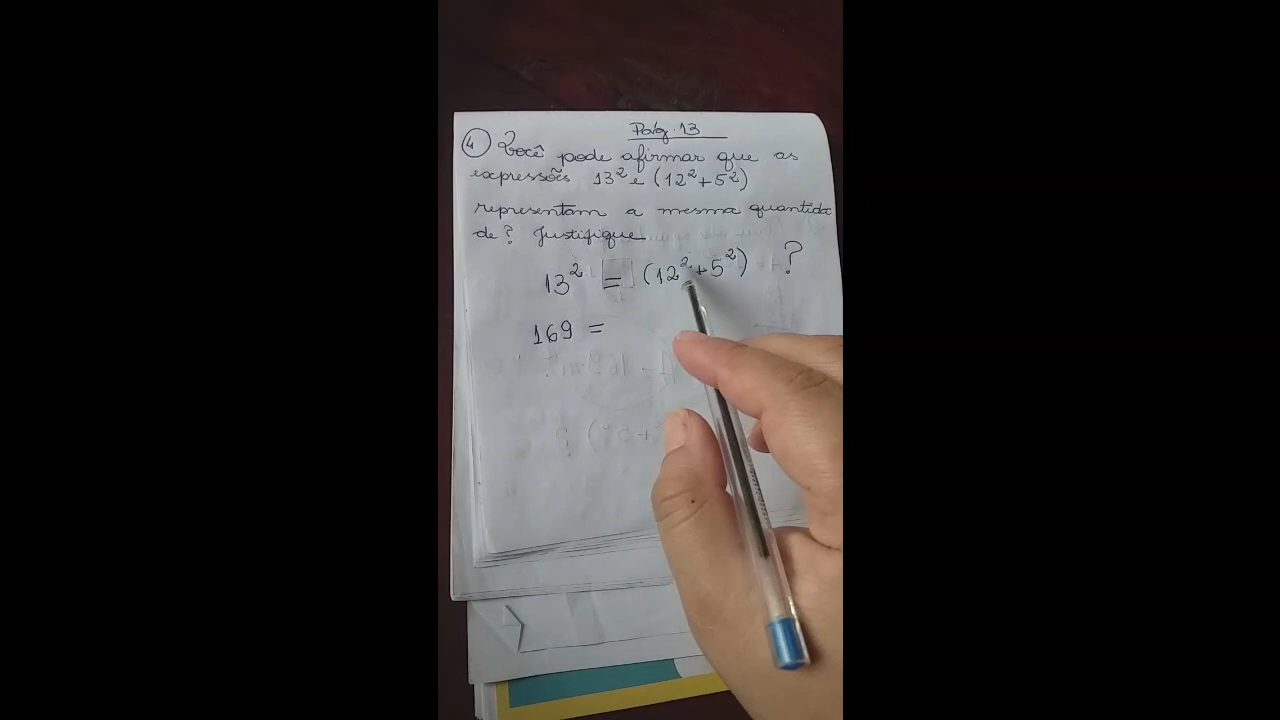 Pág. 13
4 Você pode afirmar que as
expressões 13² e (12² + 5²)
representam a mesma quantida
de? Justifique
13² = (12² + 5²) ?
169 =